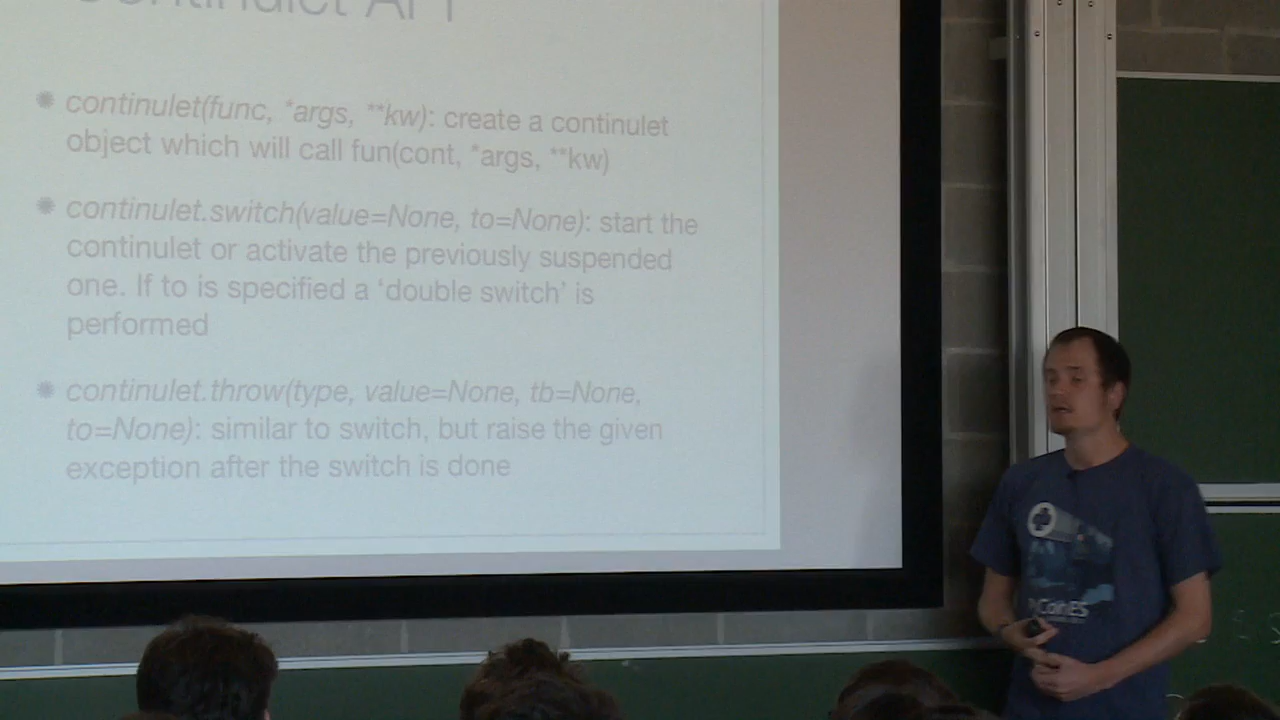 continulet API
continulet(func, *args, **kw): create a continulet
object which will call fun(cont, *args, **kw)
continulet.switch(value=None, to=None): start the
continulet or activate the previously suspended
one. If to is specified a ‘double switch’ is
performed
continulet.throw(type, value=None, tb=None,
to=None): similar to switch, but raise the given
exception after the switch is done
PyConES